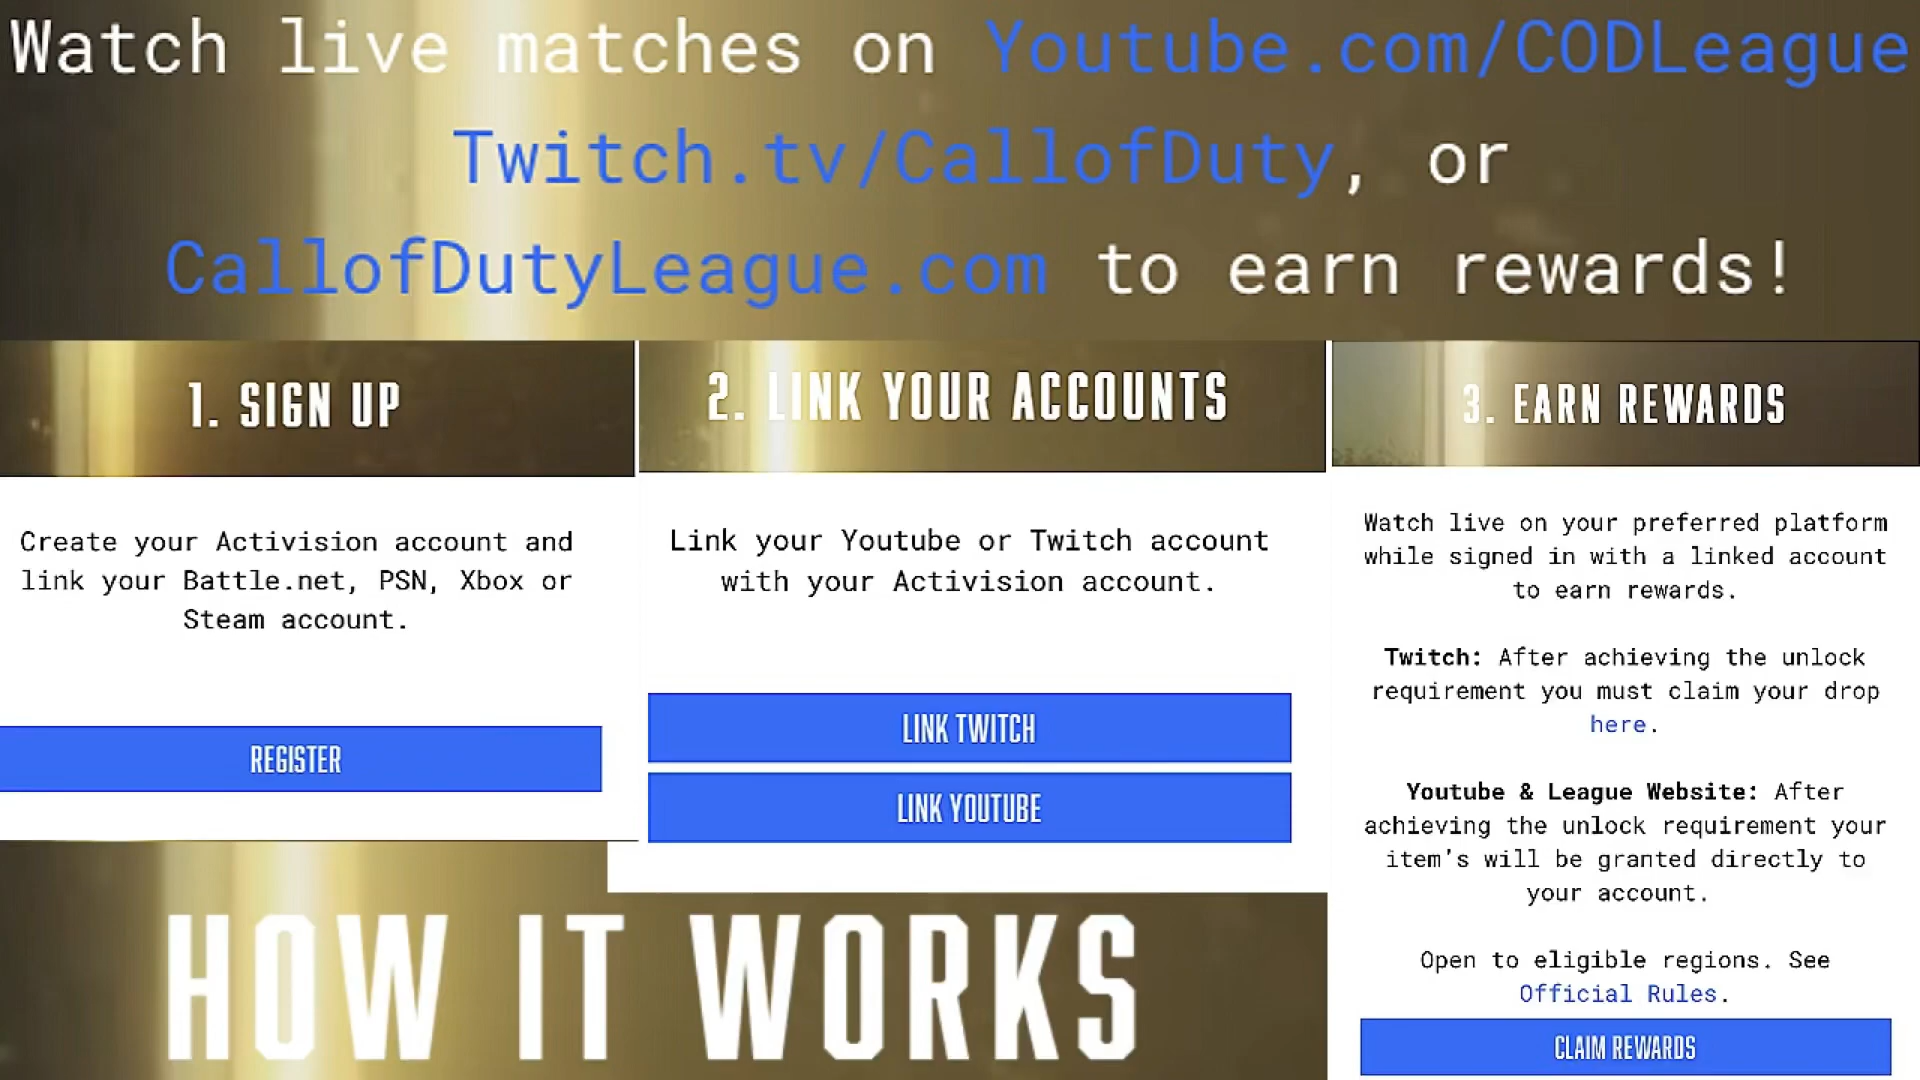 Watch live matches on Youtube.com/CODLeague
Twitch.tv/CallofDuty, or
CallofDutyLeague.com to earn rewards!
1. SIGN UP
Create your Activision account and
link your Battle.net, PSN, Xbox or
Steam account.
REGISTER
2. LINK YOUR ACCOUNTS
Link your Youtube or Twitch account
with your Activision account.
LINK TWITCH
LINK YOUTUBE
3. EARN REWARDS
Watch live on your preferred platform
while signed in with a linked account
to earn rewards.
Twitch: After achieving the unlock
requirement you must claim your drop
here.
Youtube & League Website: After
achieving the unlock requirement your
item's will be granted directly to
your account.
Open to eligible regions. See
Official Rules.
CLAIM REWARDS
HOW IT WORKS